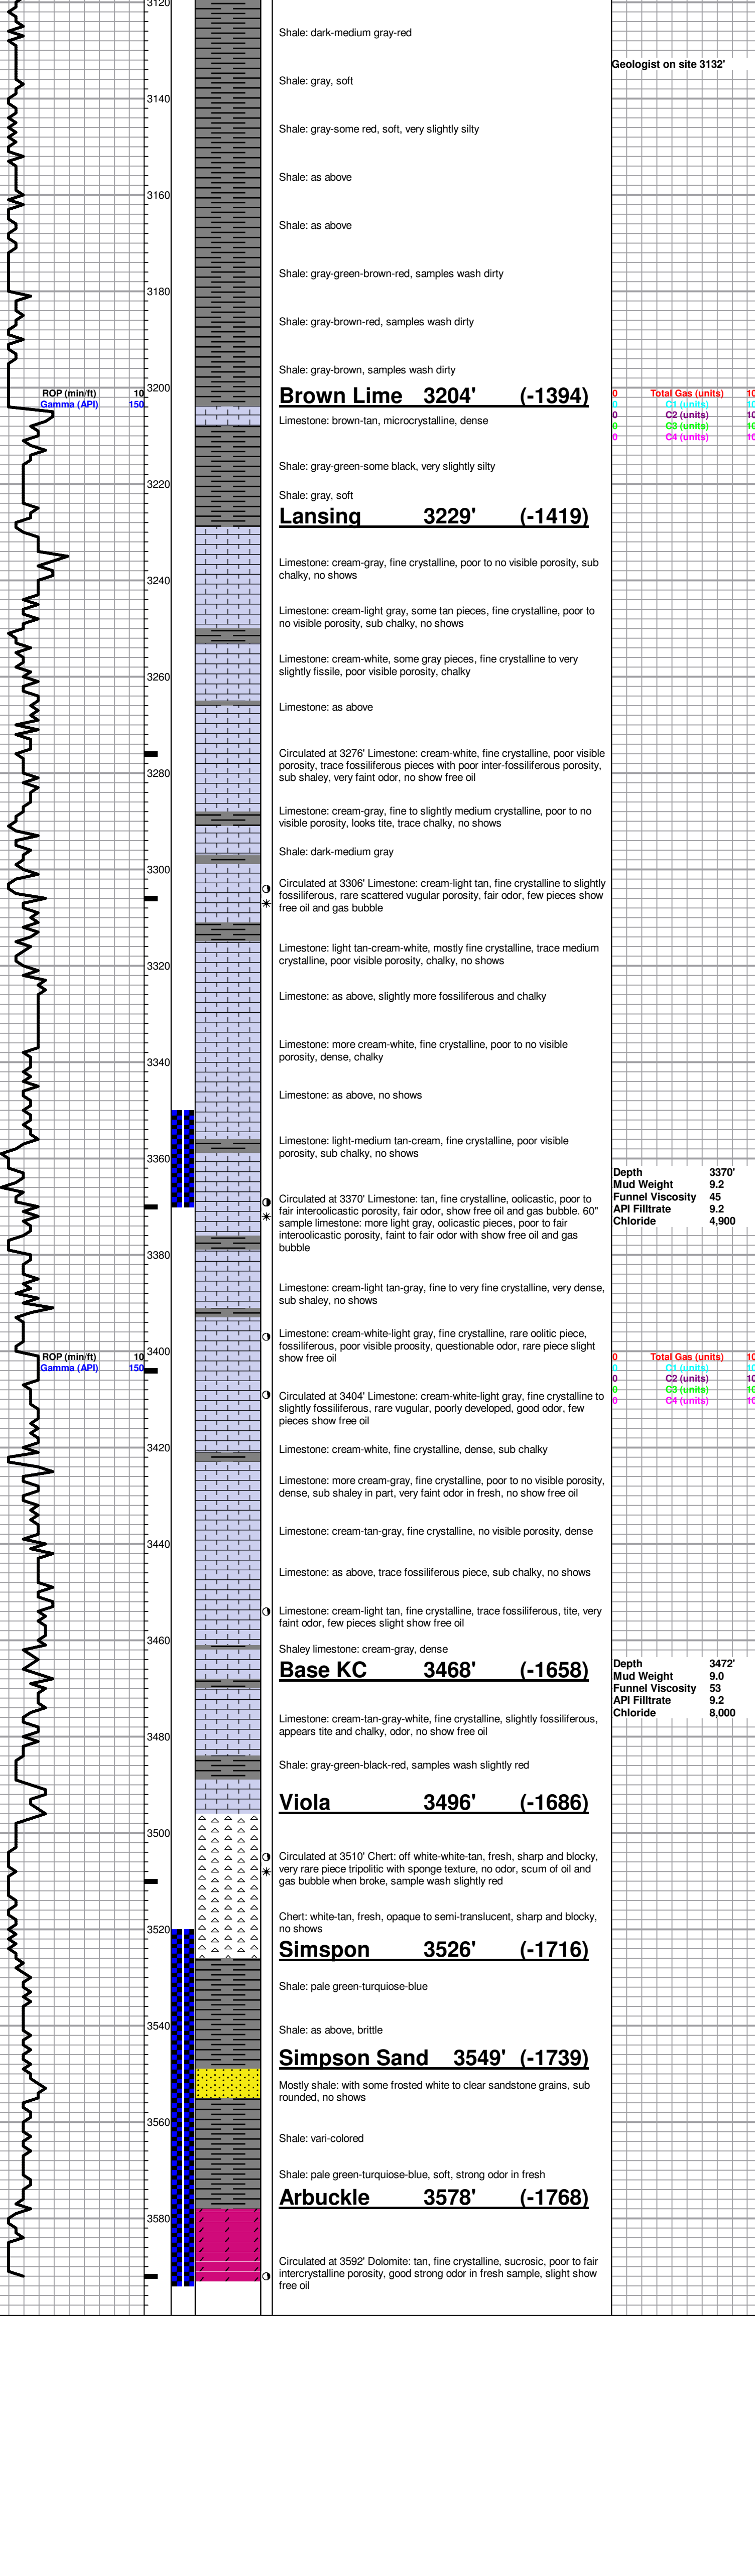 3120
Shale: dark-medium gray-red
Geologist on site 3132'
Shale: gray, soft
3140
Shale: gray-some red, soft, very slightly silty
3160
Shale: as above
Shale: as above
3180
Shale: gray-green-brown-red, samples wash dirty
Shale: gray-brown-red, samples wash dirty
Shale: gray-brown, samples wash dirty
3200
ROP (min/ft) 10
Gamma (API) 150
Brown Lime 3204' (-1394)
0 Total Gas (units) 10
0 C1 (units) 10
0 C2 (units) 10
0 C3 (units) 10
0 C4 (units) 10
Limestone: brown-tan, microcrystalline, dense
Shale: gray-green-some black, very slightly silty
3220
Shale: gray, soft
Lansing 3229' (-1419)
3240
Limestone: cream-gray, fine crystalline, poor to no visible porosity, sub
chalky, no shows
Limestone: cream-light gray, some tan pieces, fine crystalline, poor to
no visible porosity, sub chalky, no shows
3260
Limestone: cream-white, some gray pieces, fine crystalline to very
slightly fissile, poor visible porosity, chalky
Limestone: as above
3280
Circulated at 3276' Limestone: cream-white, fine crystalline, poor visible
porosity, trace fossiliferous pieces with poor inter-fossiliferous porosity,
sub shaley, very faint odor, no show free oil
Limestone: cream-gray, fine to slightly medium crystalline, poor to no
visible porosity, looks tite, trace chalky, no shows
Shale: dark-medium gray
3300
Circulated at 3306' Limestone: cream-light tan, fine crystalline to slightly
fossiliferous, rare scattered vugular porosity, fair odor, few pieces show
free oil and gas bubble
3320
Limestone: light tan-cream-white, mostly fine crystalline, trace medium
crystalline, poor visible porosity, chalky, no shows
Limestone: as above, slightly more fossiliferous and chalky
3340
Limestone: more cream-white, fine crystalline, poor to no visible
porosity, dense, chalky
Limestone: as above, no shows
3360
Limestone: light-medium tan-cream, fine crystalline, poor visible
porosity, sub chalky, no shows
Depth 3370'
Mud Weight 9.2
Funnel Viscosity 45
API Filltrate 9.2
Chloride 4,900
Circulated at 3370' Limestone: tan, fine crystalline, oolicastic, poor to
fair interoolicastic porosity, fair odor, show free oil and gas bubble. 60"
sample limestone: more light gray, oolicastic pieces, poor to fair
interoolicastic porosity, faint to fair odor with show free oil and gas
bubble
3380
Limestone: cream-light tan-gray, fine to very fine crystalline, very dense,
sub shaley, no shows
3400
ROP (min/ft) 10
Gamma (API) 150
Limestone: cream-white-light gray, fine crystalline, rare oolitic piece,
fossiliferous, poor visible proosity, questionable odor, rare piece slight
show free oil
0 Total Gas (units) 10
0 C1 (units) 10
0 C2 (units) 10
0 C3 (units) 10
0 C4 (units) 10
Circulated at 3404' Limestone: cream-white-light gray, fine crystalline to
slightly fossiliferous, rare vugular, poorly developed, good odor, few
pieces show free oil
3420
Limestone: cream-white, fine crystalline, dense, sub chalky
Limestone: more cream-gray, fine crystalline, poor to no visible porosity,
dense, sub shaley in part, very faint odor in fresh, no show free oil
3440
Limestone: cream-tan-gray, fine crystalline, no visible porosity, dense
Limestone: as above, trace fossiliferous piece, sub chalky, no shows
3460
Limestone: cream-light tan, fine crystalline, trace fossiliferous, tite, very
faint odor, few pieces slight show free oil
Shaley limestone: cream-gray, dense
Base KC 3468' (-1658)
Depth 3472'
Mud Weight 9.0
Funnel Viscosity 53
API Filltrate 9.2
Chloride 8,000
3480
Limestone: cream-tan-gray-white, fine crystalline, slightly fossiliferous,
appears tite and chalky, odor, no show free oil
Shale: gray-green-black-red, samples wash slightly red
Viola 3496' (-1686)
3500
Circulated at 3510' Chert: off white-white-tan, fresh, sharp and blocky,
very rare piece tripolitic with sponge texture, no odor, scum of oil and
gas bubble when broke, sample wash slightly red
3520
Chert: white-tan, fresh, opaque to semi-translucent, sharp and blocky,
no shows
Simspon 3526' (-1716)
Shale: pale green-turquiose-blue
3540
Shale: as above, brittle
Simpson Sand 3549' (-1739)
Mostly shale: with some frosted white to clear sandstone grains, sub
rounded, no shows
3560
Shale: vari-colored
Shale: pale green-turquiose-blue, soft, strong odor in fresh
Arbuckle 3578' (-1768)
3580
Circulated at 3592' Dolomite: tan, fine crystalline, sucrosic, poor to fair
intercrystalline porosity, good strong odor in fresh sample, slight show
free oil